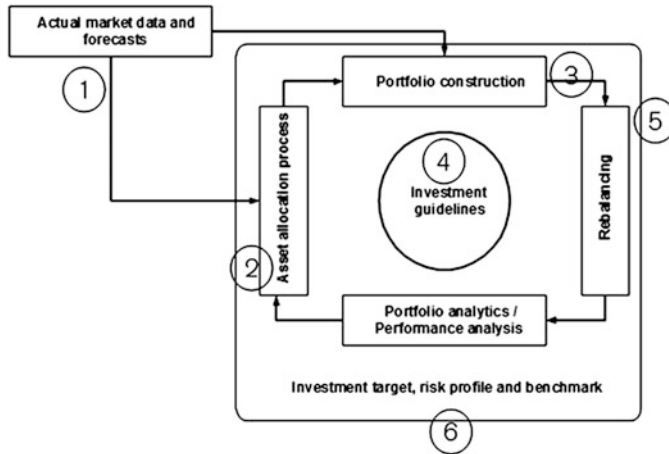 Actual market data and
forecasts
1
Portfolio construction
3
5
Asset allocation process
2
4
Investment
guidelines
Rebalancing
Portfolio analytics /
Performance analysis
Investment target, risk profile and benchmark
6